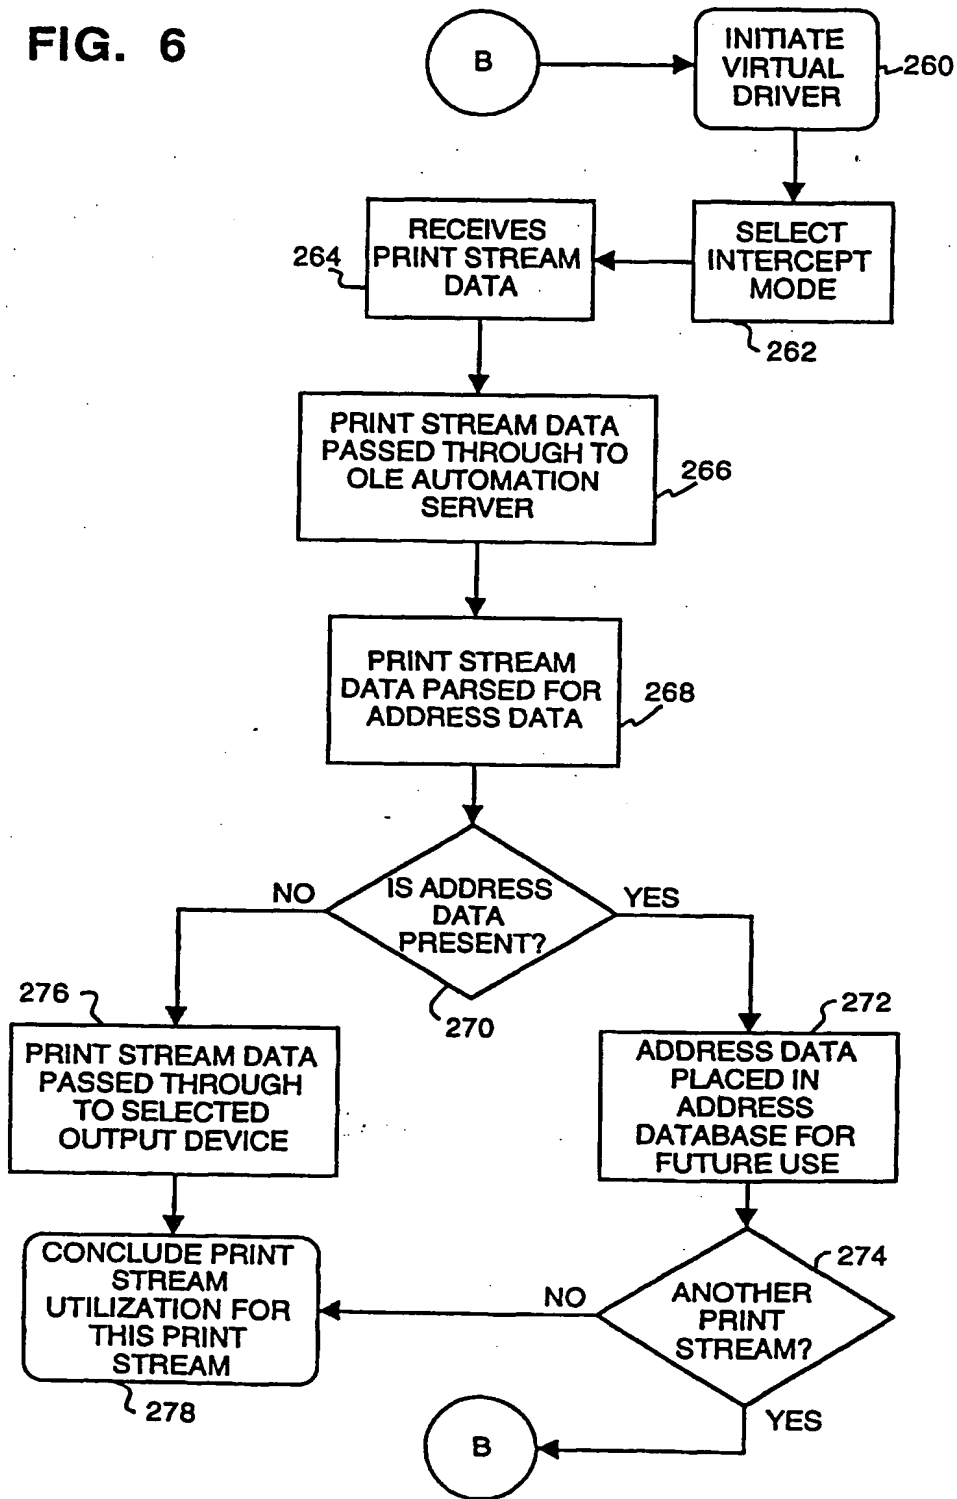 FIG. 6
B
INITIATE
VIRTUAL
DRIVER
260
SELECT
INTERCEPT
MODE
262
RECEIVES
PRINT STREAM
DATA
264
PRINT STREAM DATA
PASSED THROUGH TO
OLE AUTOMATION
SERVER
266
PRINT STREAM
DATA PARSED FOR
ADDRESS DATA
268
IS ADDRESS
DATA
PRESENT?
270
NO
YES
276
PRINT STREAM DATA
PASSED THROUGH
TO SELECTED
OUTPUT DEVICE
272
ADDRESS DATA
PLACED IN
ADDRESS
DATABASE FOR
FUTURE USE
CONCLUDE PRINT
STREAM
UTILIZATION FOR
THIS PRINT
STREAM
278
274
ANOTHER
PRINT
STREAM?
NO
YES
B